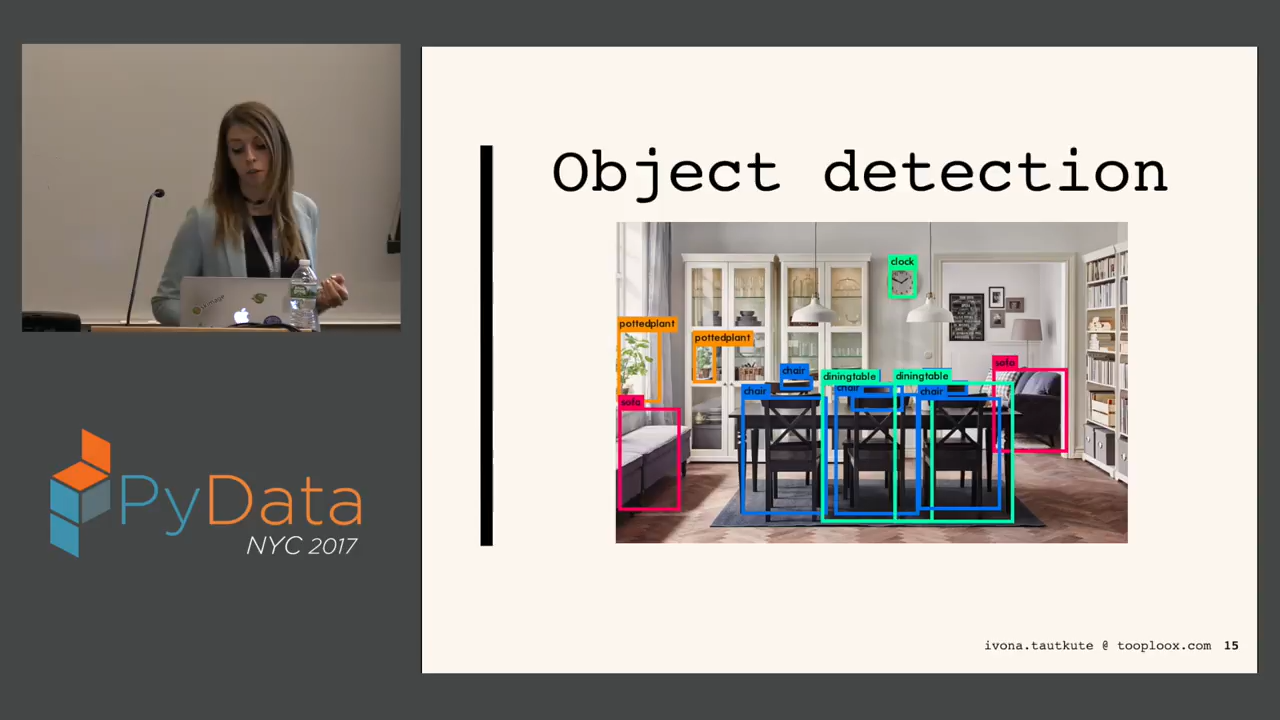 Object detection
clock
pottedplant
pottedplant
chair
sofa
diningtable
diningtable
chair
chair
chair
sofa
PyData
NYC 2017
ivona.tautkute @ tooploox.com 15